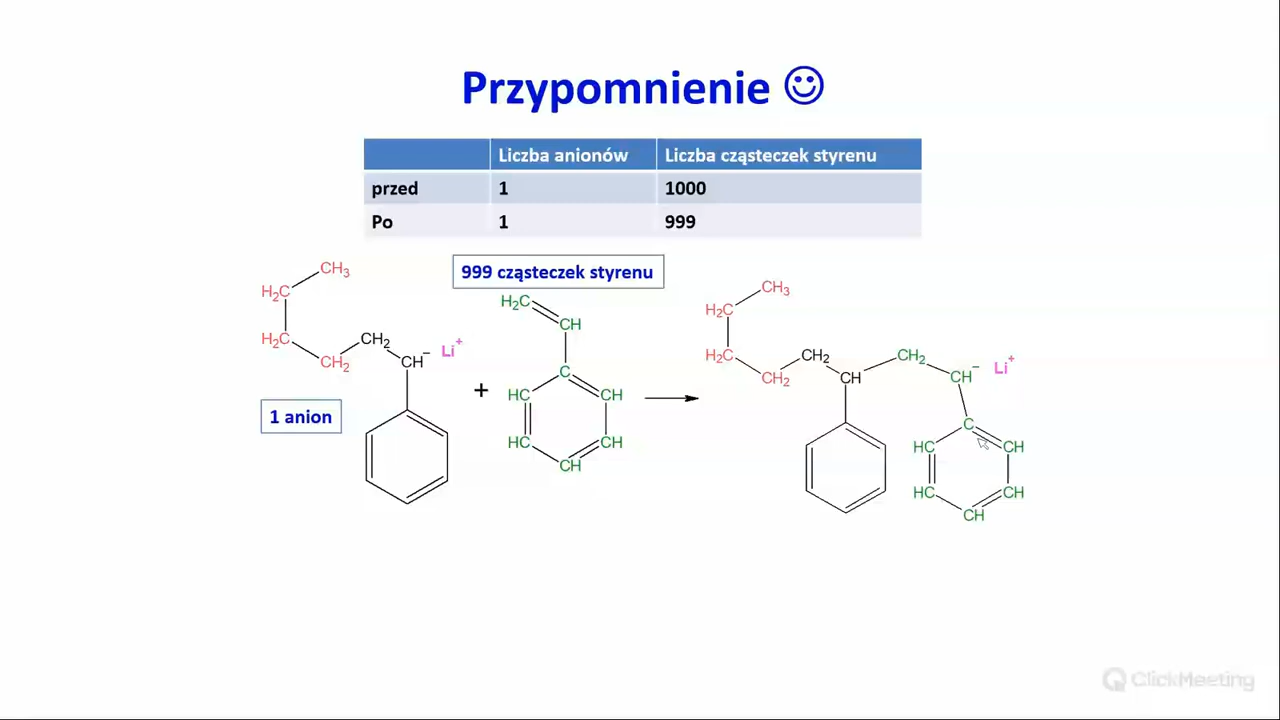 Przypomnienie ☺
Liczba anionów Liczba cząsteczek styrenu
przed 1 1000
Po 1 999
999 cząsteczek styrenu
CH3
H2C
H2C
CH2
CH2
CH−
Li+
1 anion
+
H2C
CH
C
HC
CH
HC
CH
CH
CH3
H2C
H2C
CH2
CH2
CH
CH2
CH−
Li+
C
HC
CH
HC
CH
CH
ClickMeeting